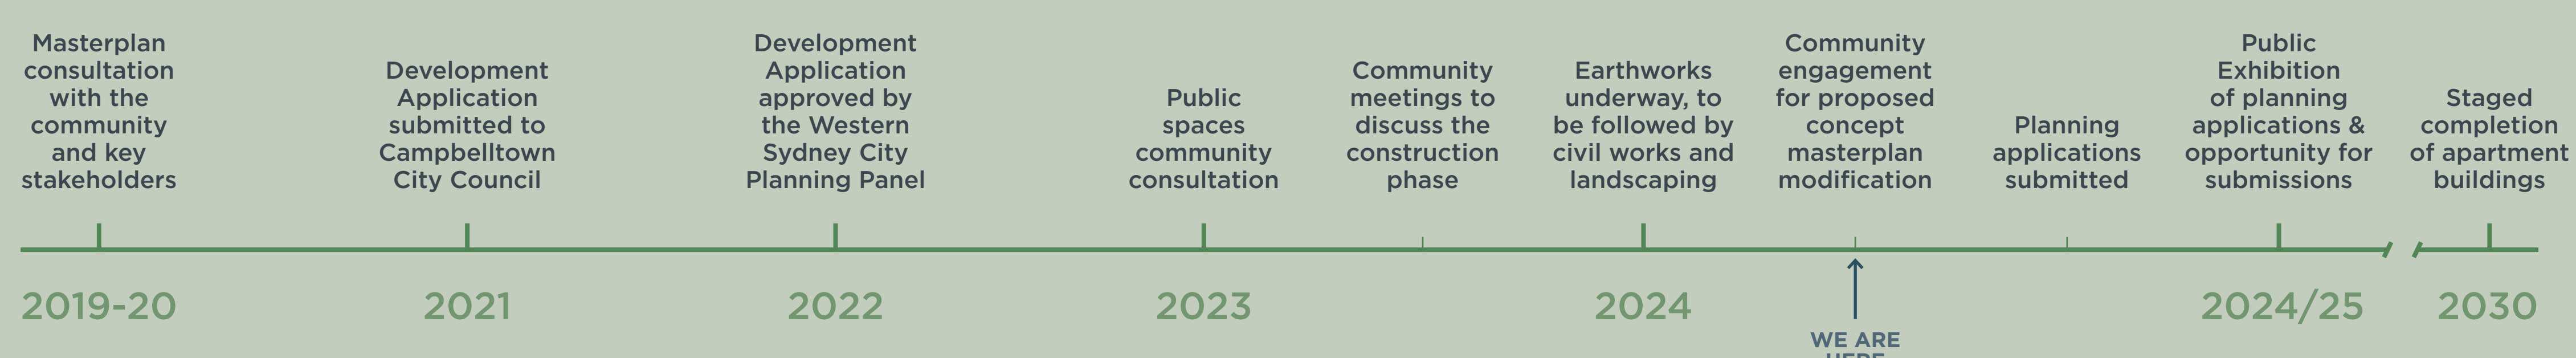 Masterplan
consultation
with the
community
and key
stakeholders
2019-20
Development
Application
submitted to
Campbelltown
City Council
2021
Development
Application
approved by
the Western
Sydney City
Planning Panel
2022
Public
spaces
community
consultation
2023
Community
meetings to
discuss the
construction
phase
Earthworks
underway, to
be followed by
civil works and
landscaping
2024
Community
engagement
for proposed
concept
masterplan
modification
WE ARE
HERE
Planning
applications
submitted
Public
Exhibition
of planning
applications &
opportunity for
submissions
2024/25
Staged
completion
of apartment
buildings
2030